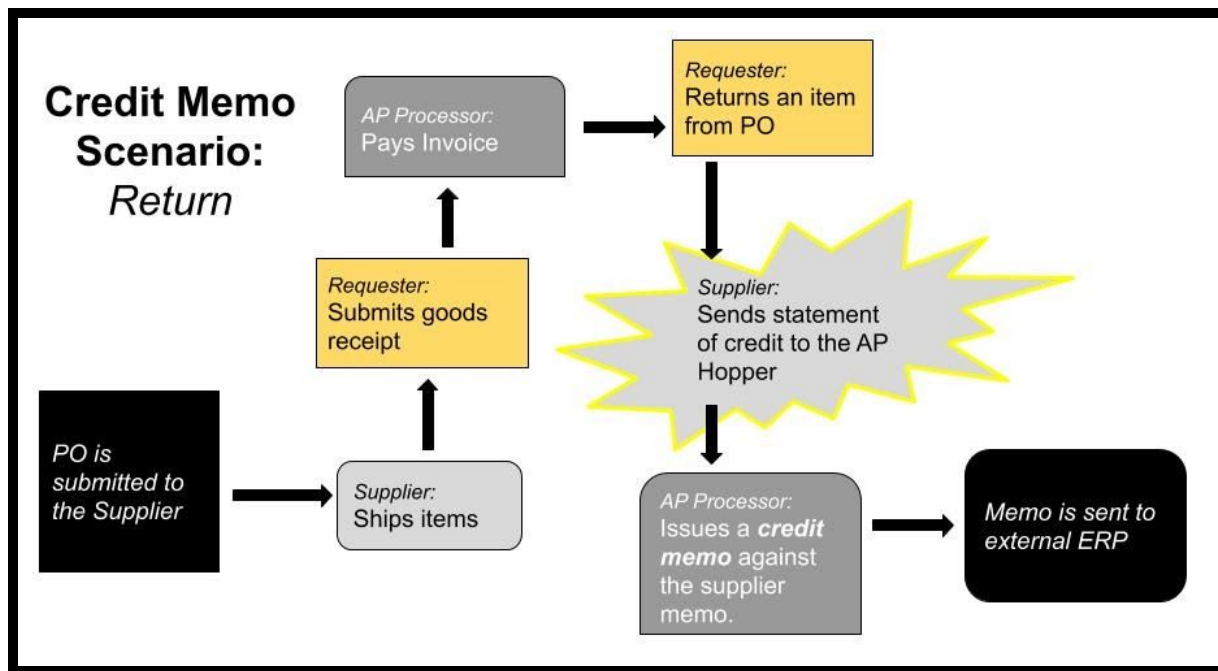 Credit Memo
Scenario:
Return
PO is
submitted to
the Supplier
Supplier:
Ships items
Requester:
Submits goods
receipt
AP Processor:
Pays Invoice
Requester:
Returns an item
from PO
Supplier:
Sends statement
of credit to the AP
Hopper
AP Processor:
Issues a credit
memo against
the supplier
memo.
Memo is sent to
external ERP